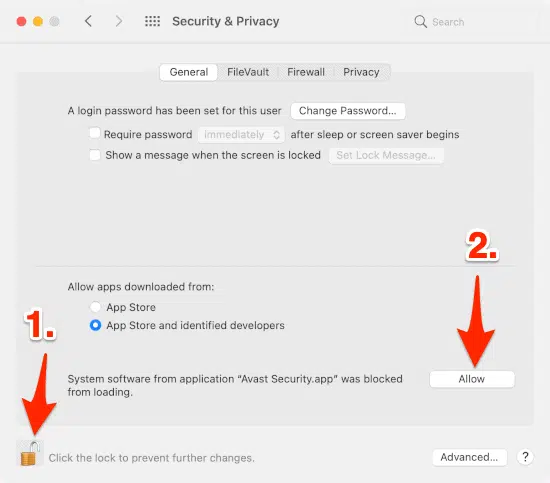 Security & Privacy
Search
General FileVault Firewall Privacy
A login password has been set for this user Change Password...
Require password immediately after sleep or screen saver begins
Show a message when the screen is locked Set Lock Message...
2.
Allow apps downloaded from:
App Store
1.
App Store and identified developers
System software from application “Avast Security.app” was blocked
from loading.
Allow
Click the lock to prevent further changes.
Advanced...
?